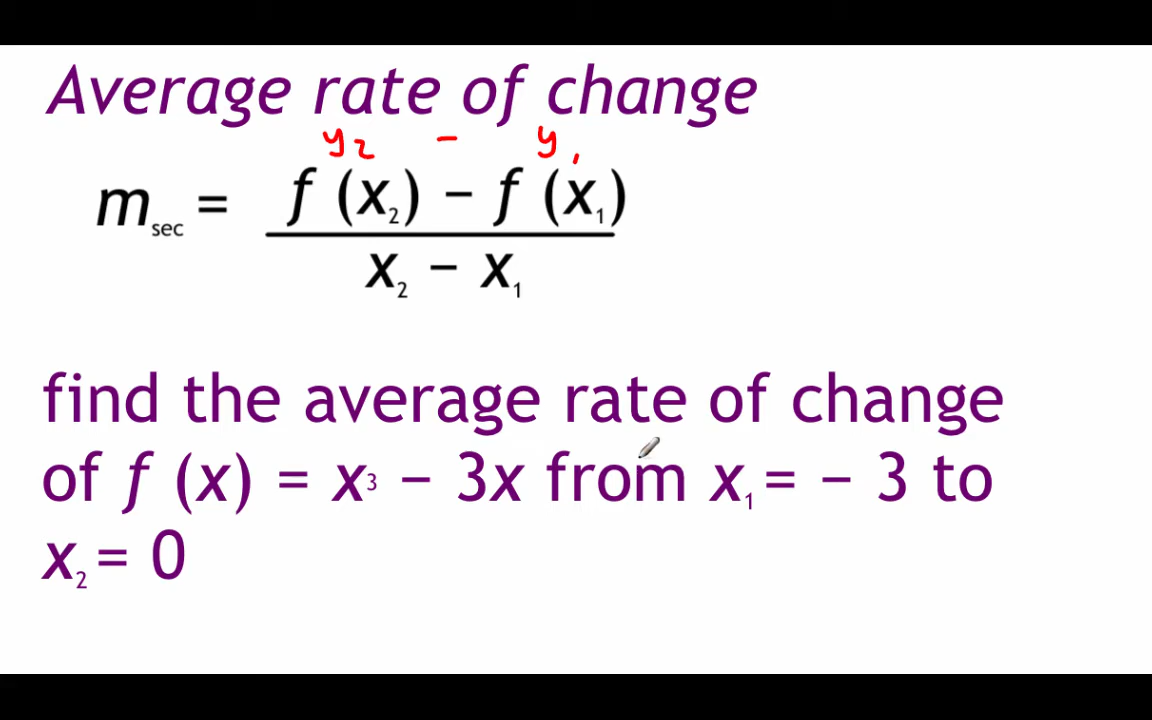 Average rate of change
y₂ - y₁
m_sec = f (x₂) − f (x₁)
x₂ − x₁
find the average rate of change
of f (x) = x³ − 3x from x₁ = − 3 to
x₂ = 0